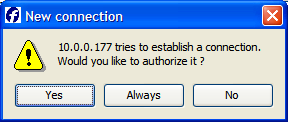 New connection
10.0.0.177 tries to establish a connection.
Would you like to authorize it ?
Yes
Always
No